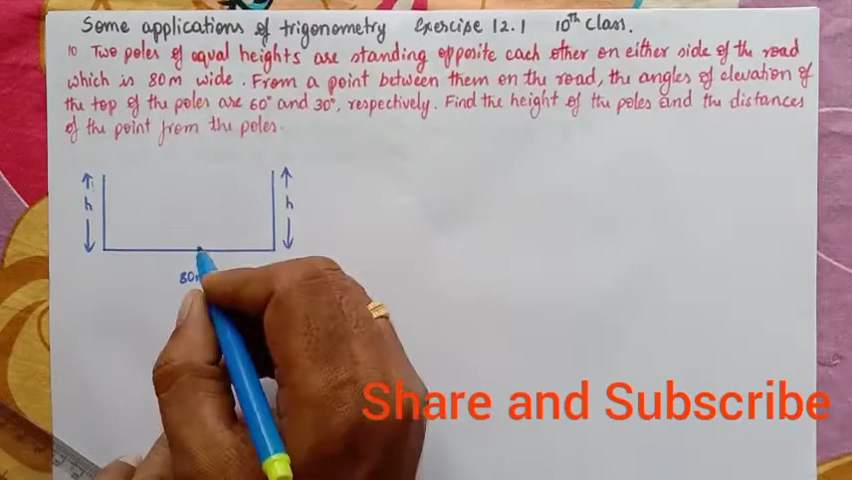 Some applications of trigonometry Exercise 12.1 10th class.
10 Two poles of equal heights are standing opposite each other on either side of the road
which is 80m wide. From a point between them on the road, the angles of elevation of
the top of the poles are 60° and 30°, respectively. Find the height of the poles and the distances
of the point from the poles.
h h
80m
Share and Subscribe